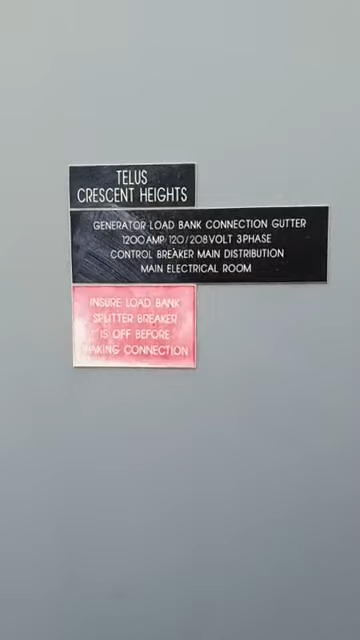 TELUS
CRESCENT HEIGHTS
GENERATOR LOAD BANK CONNECTION GUTTER
1200AMP/120/208VOLT 3PHASE
CONTROL BREAKER MAIN DISTRIBUTION
MAIN ELECTRICAL ROOM
INSURE LOAD BANK
SPLITTER BREAKER
IS OFF BEFORE
MAKING CONNECTION